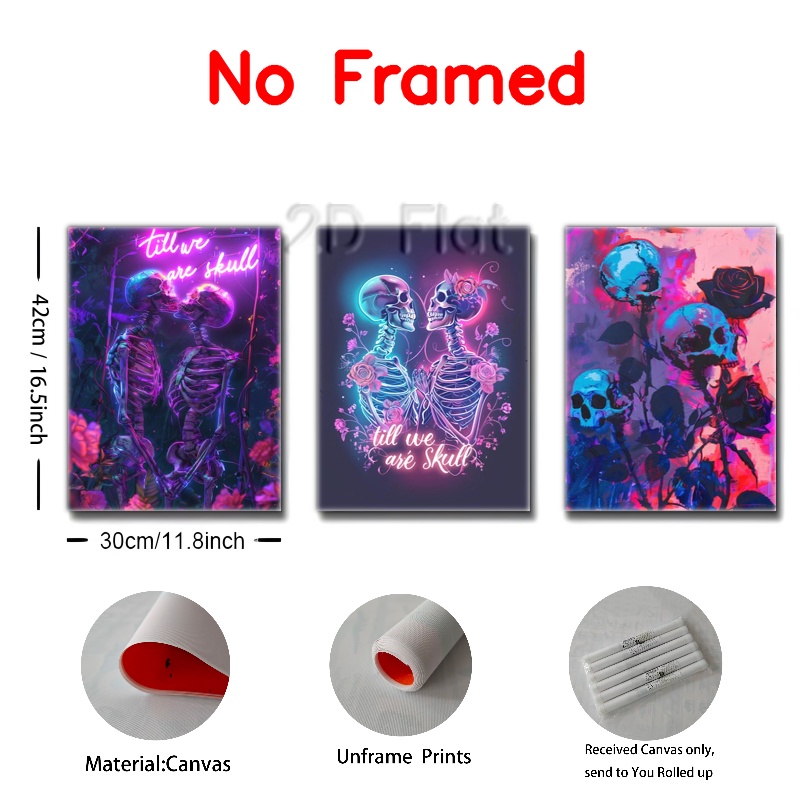 No Framed
2D Flat
till we
are skull
till we
are skull
42cm / 16.5inch
30cm/11.8inch
Material:Canvas
Unframe Prints
Received Canvas only,
send to You Rolled up